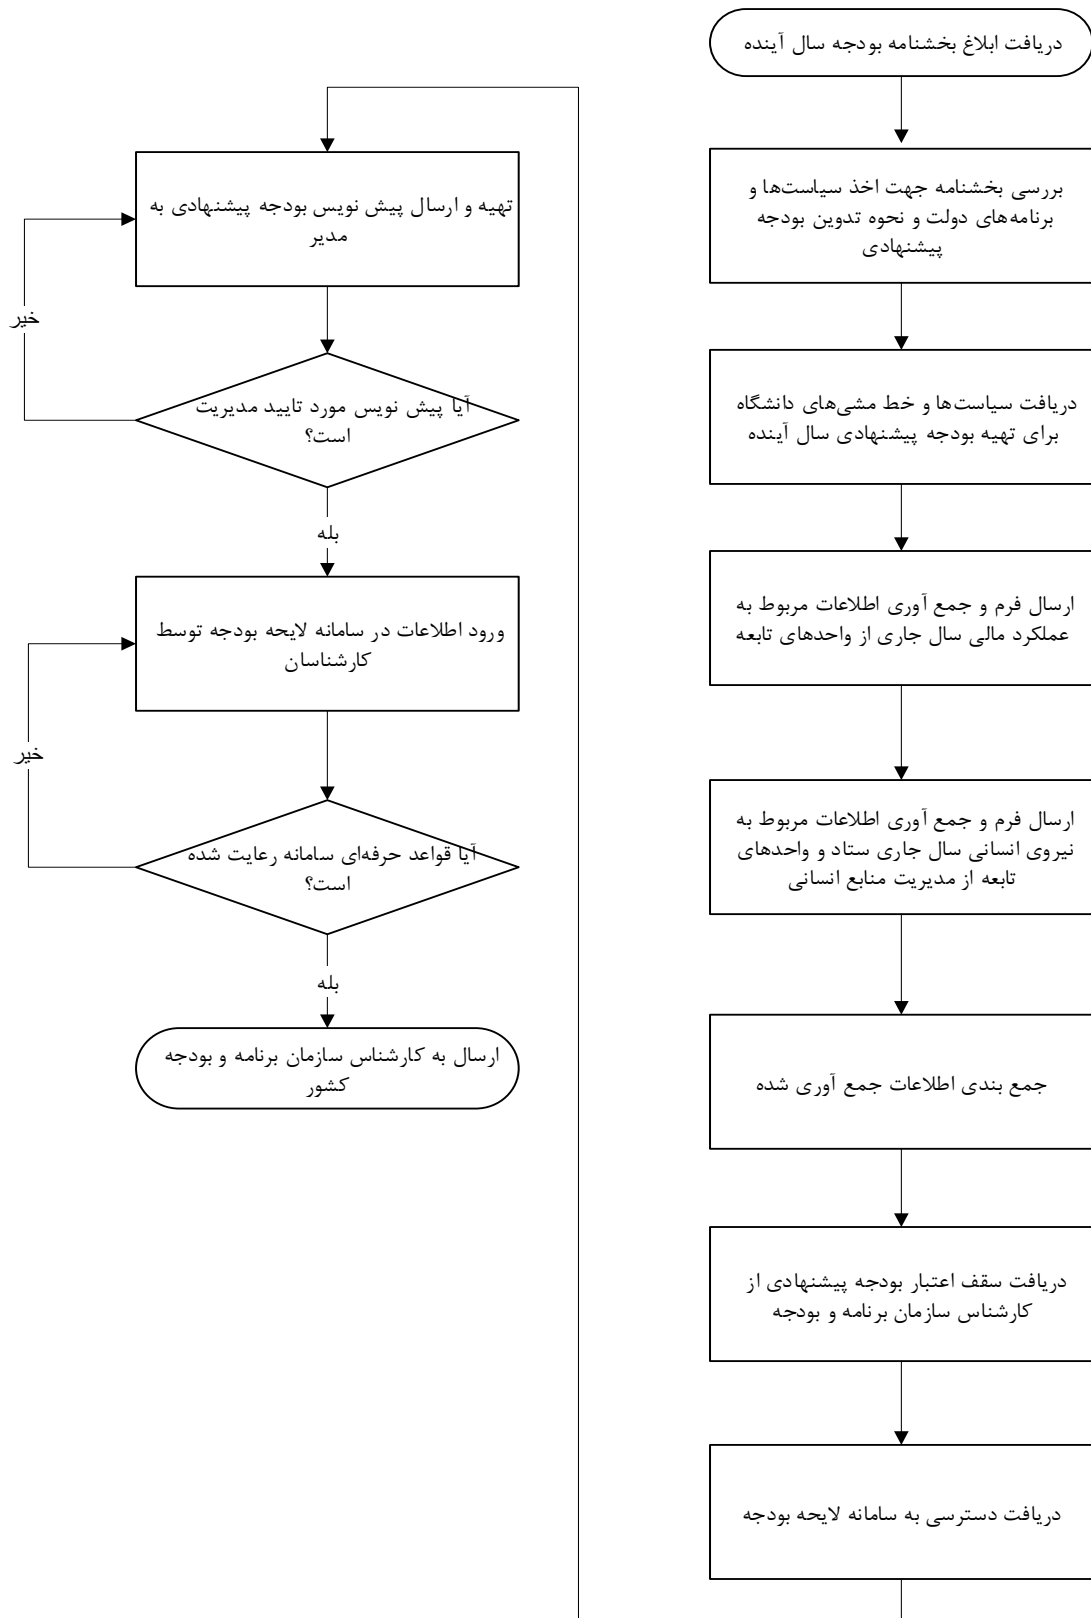 دریافت ابلاغ بخشنامه بودجه سال آینده
بررسی بخشنامه جهت اخذ سیاست‌ها و
برنامه‌های دولت و نحوه تدوین بودجه
پیشنهادی
دریافت سیاست‌ها و خط مشی‌های دانشگاه
برای تهیه بودجه پیشنهادی سال آینده
ارسال فرم و جمع آوری اطلاعات مربوط به
عملکرد مالی سال جاری از واحدهای تابعه
ارسال فرم و جمع آوری اطلاعات مربوط به
نیروی انسانی سال جاری ستاد و واحدهای
تابعه از مدیریت منابع انسانی
جمع بندی اطلاعات جمع آوری شده
دریافت سقف اعتبار بودجه پیشنهادی از
کارشناس سازمان برنامه و بودجه
دریافت دسترسی به سامانه لایحه بودجه
تهیه و ارسال پیش نویس بودجه پیشنهادی به
مدیر
خیر
آیا پیش نویس مورد تایید مدیریت
است؟
بله
ورود اطلاعات در سامانه لایحه بودجه توسط
کارشناسان
خیر
آیا قواعد حرفه‌ای سامانه رعایت شده
است؟
بله
ارسال به کارشناس سازمان برنامه و بودجه
کشور